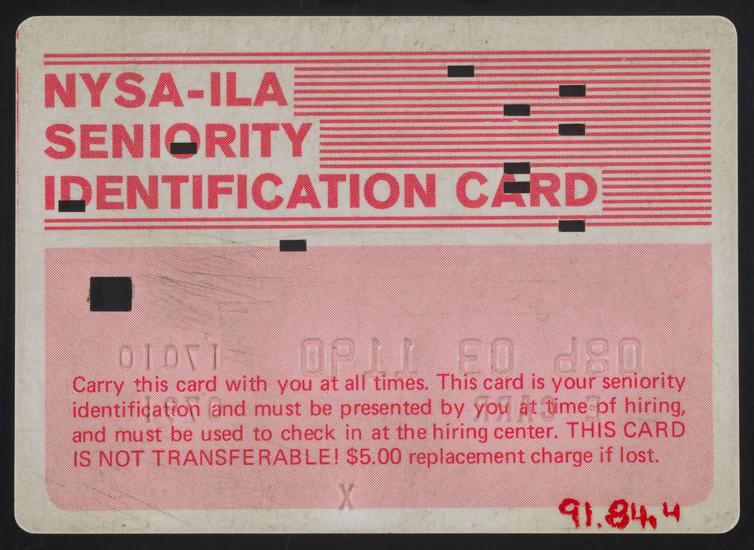 NYSA-ILA
SENIORITY
IDENTIFICATION CARD
Carry this card with you at all times. This card is your seniority
identification and must be presented by you at time of hiring,
and must be used to check in at the hiring center. THIS CARD
IS NOT TRANSFERABLE! $5.00 replacement charge if lost.
X
91.84.4